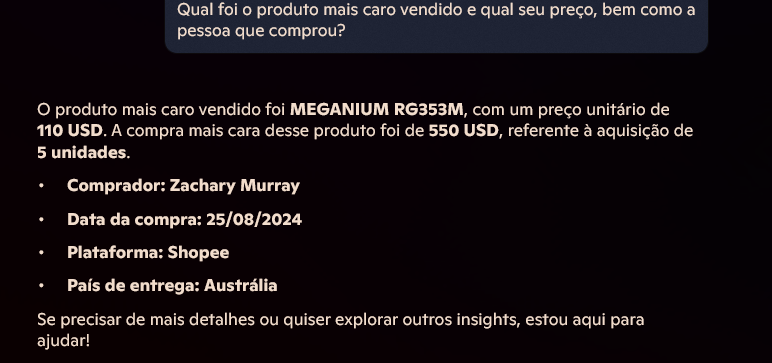 Qual foi o produto mais caro vendido e qual seu preço, bem como a
pessoa que comprou?
O produto mais caro vendido foi MEGANIUM RG353M, com um preço unitário de
110 USD. A compra mais cara desse produto foi de 550 USD, referente à aquisição de
5 unidades.
• Comprador: Zachary Murray
• Data da compra: 25/08/2024
• Plataforma: Shopee
• País de entrega: Austrália
Se precisar de mais detalhes ou quiser explorar outros insights, estou aqui para
ajudar!